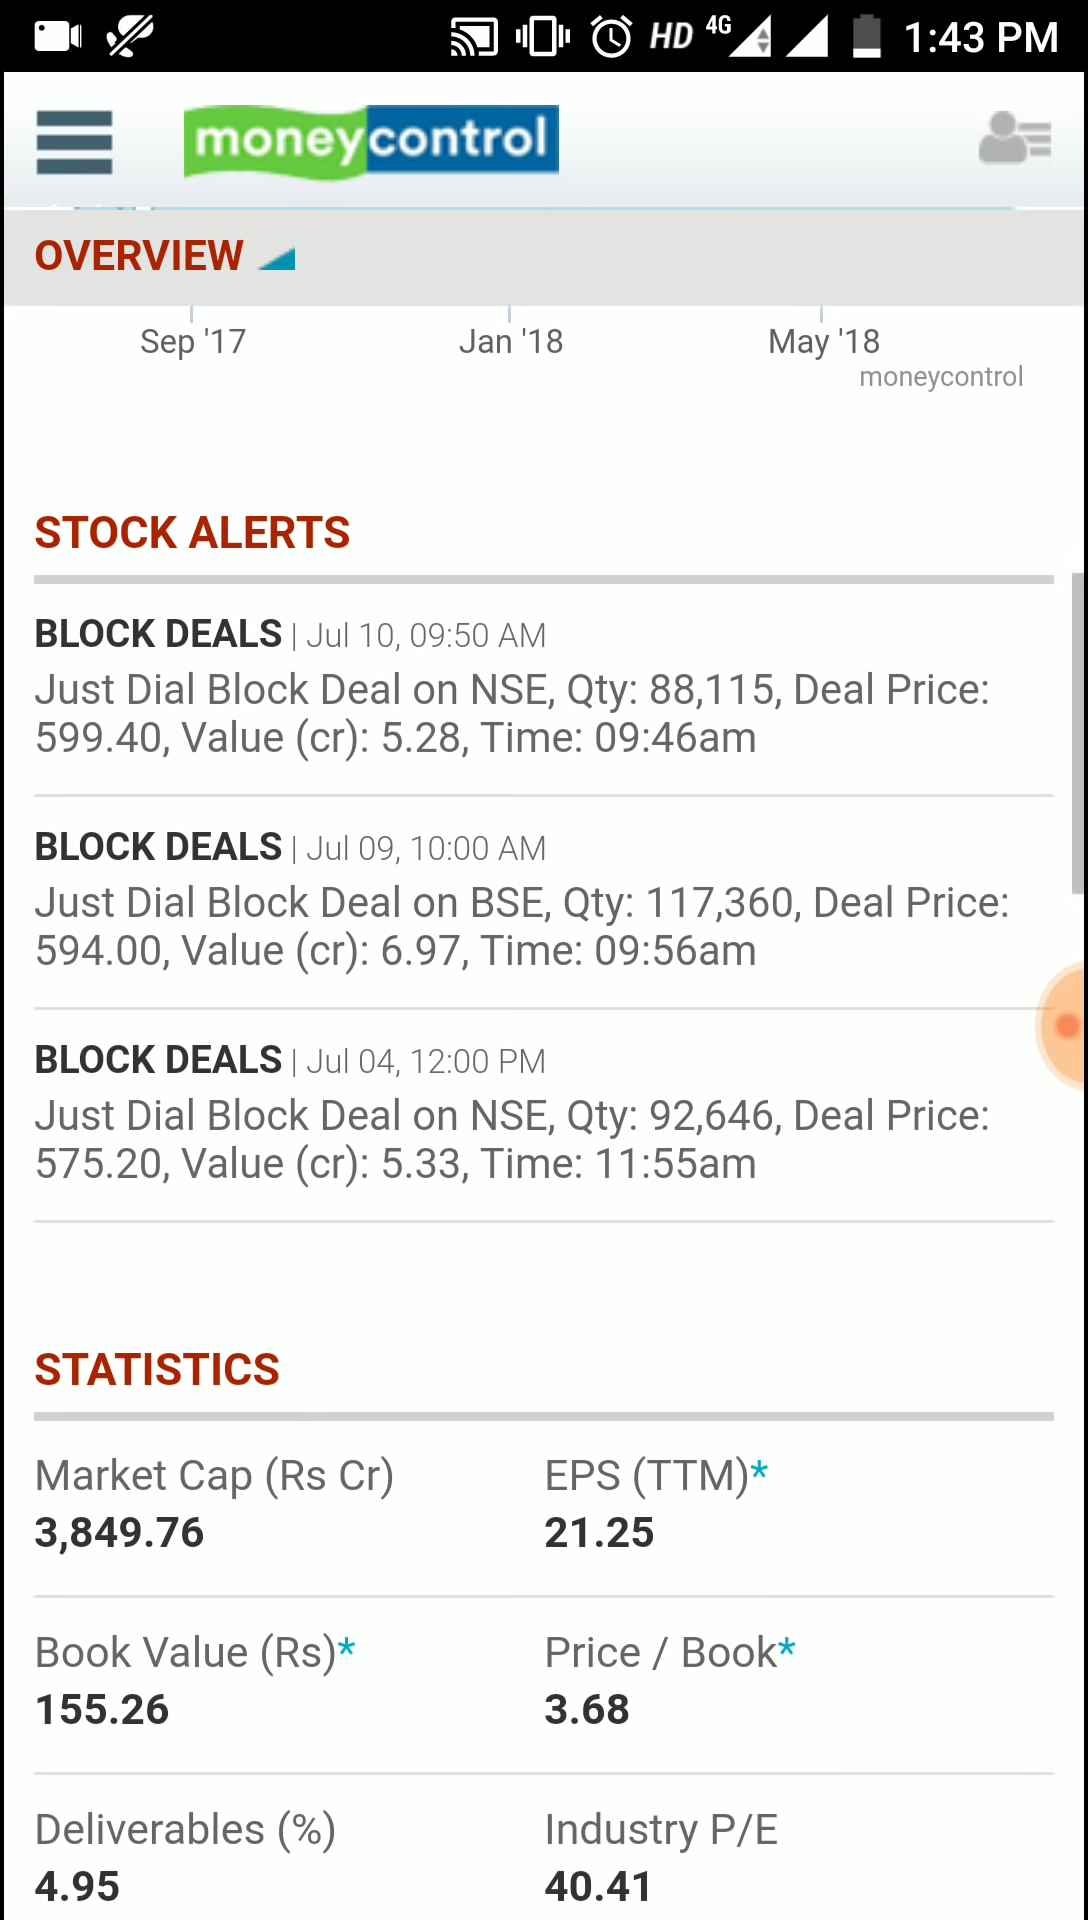 HD 4G 1:43 PM
moneycontrol
OVERVIEW
Sep '17 Jan '18 May '18
moneycontrol
STOCK ALERTS
BLOCK DEALS | Jul 10, 09:50 AM
Just Dial Block Deal on NSE, Qty: 88,115, Deal Price:
599.40, Value (cr): 5.28, Time: 09:46am
BLOCK DEALS | Jul 09, 10:00 AM
Just Dial Block Deal on BSE, Qty: 117,360, Deal Price:
594.00, Value (cr): 6.97, Time: 09:56am
BLOCK DEALS | Jul 04, 12:00 PM
Just Dial Block Deal on NSE, Qty: 92,646, Deal Price:
575.20, Value (cr): 5.33, Time: 11:55am
STATISTICS
Market Cap (Rs Cr) EPS (TTM)*
3,849.76 21.25
Book Value (Rs)* Price / Book*
155.26 3.68
Deliverables (%) Industry P/E
4.95 40.41